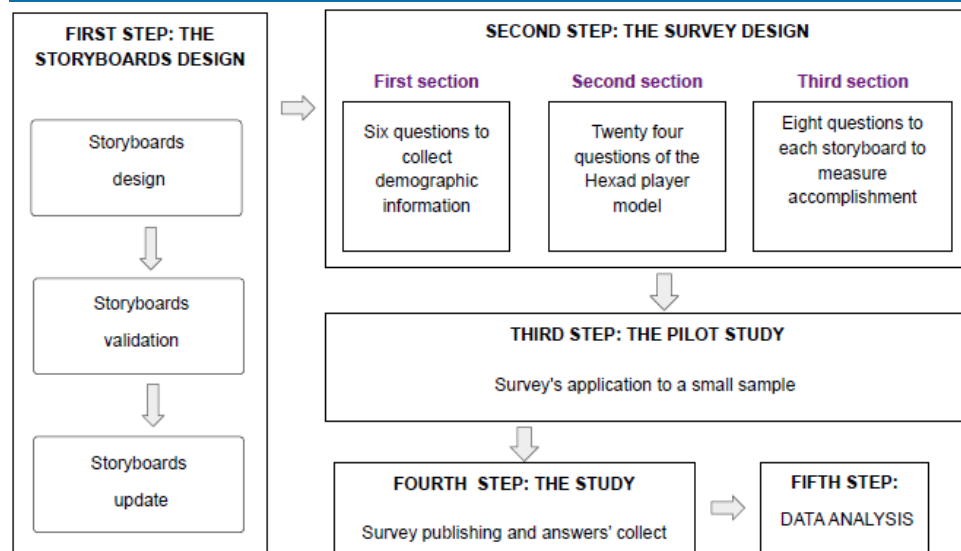 FIRST STEP: THE
STORYBOARDS DESIGN
Storyboards
design
Storyboards
validation
Storyboards
update
SECOND STEP: THE SURVEY DESIGN
First section
Six questions to
collect
demographic
information
Second section
Twenty four
questions of the
Hexad player
model
Third section
Eight questions to
each storyboard to
measure
accomplishment
THIRD STEP: THE PILOT STUDY
Survey's application to a small sample
FOURTH STEP: THE STUDY
Survey publishing and answers' collect
FIFTH STEP:
DATA ANALYSIS